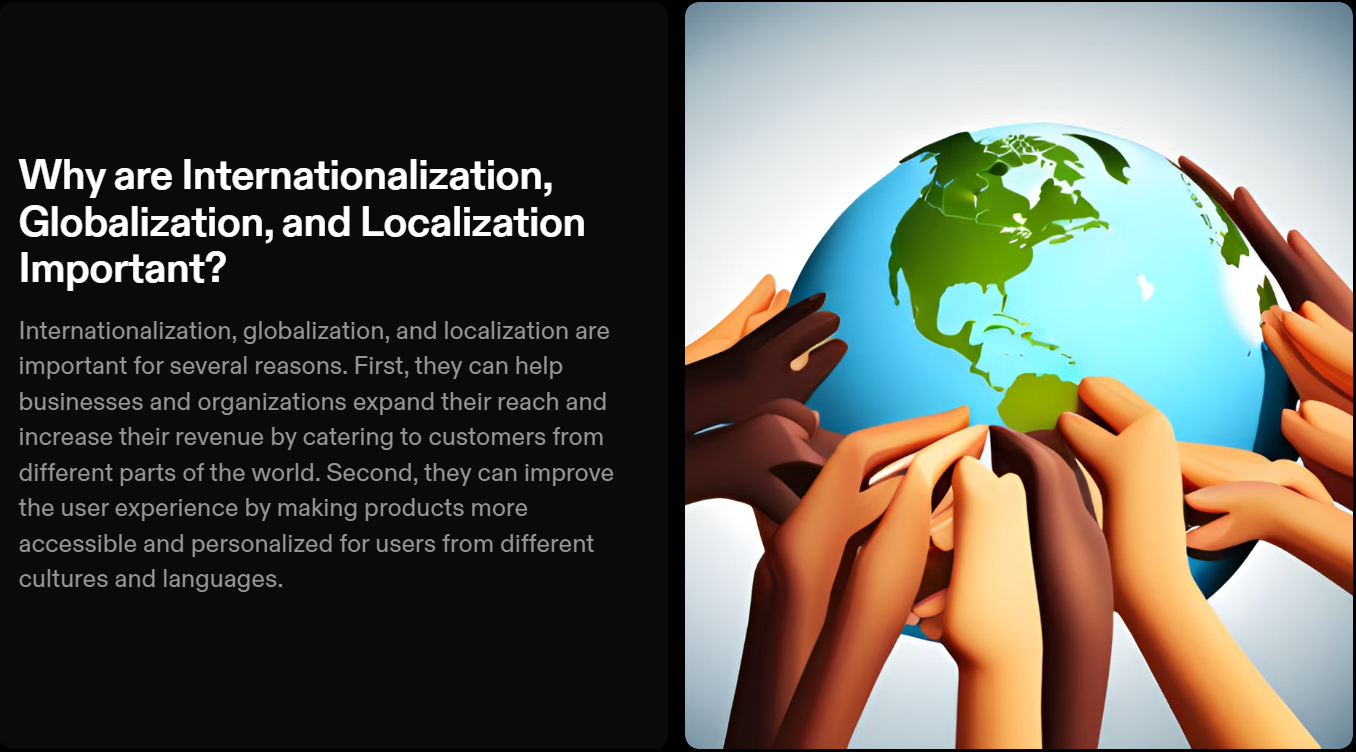 Why are Internationalization,
Globalization, and Localization
Important?
Internationalization, globalization, and localization are
important for several reasons. First, they can help
businesses and organizations expand their reach and
increase their revenue by catering to customers from
different parts of the world. Second, they can improve
the user experience by making products more
accessible and personalized for users from different
cultures and languages.